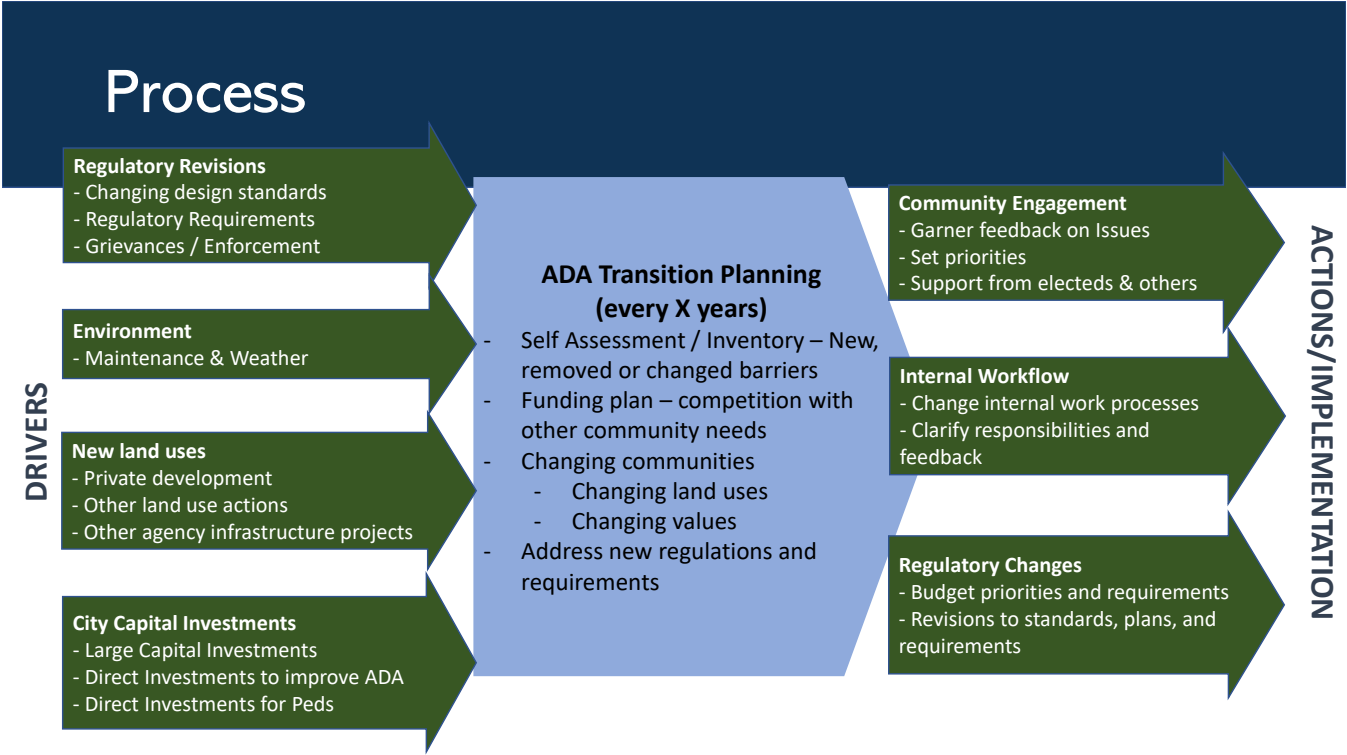 Process
DRIVERS
Regulatory Revisions
- Changing design standards
- Regulatory Requirements
- Grievances / Enforcement
Environment
- Maintenance & Weather
New land uses
- Private development
- Other land use actions
- Other agency infrastructure projects
City Capital Investments
- Large Capital Investments
- Direct Investments to improve ADA
- Direct Investments for Peds
ADA Transition Planning
(every X years)
- Self Assessment / Inventory – New,
removed or changed barriers
- Funding plan – competition with
other community needs
- Changing communities
- Changing land uses
- Changing values
- Address new regulations and
requirements
Community Engagement
- Garner feedback on Issues
- Set priorities
- Support from electeds & others
Internal Workflow
- Change internal work processes
- Clarify responsibilities and
feedback
Regulatory Changes
- Budget priorities and requirements
- Revisions to standards, plans, and
requirements
ACTIONS/IMPLEMENTATION